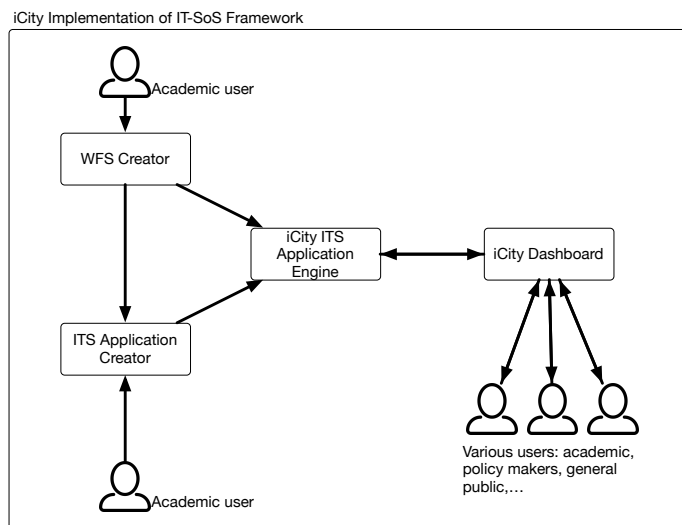 iCity Implementation of IT-SoS Framework
Academic user
WFS Creator
iCity ITS
Application
Engine
iCity Dashboard
ITS Application
Creator
Various users: academic,
policy makers, general
public,...
Academic user